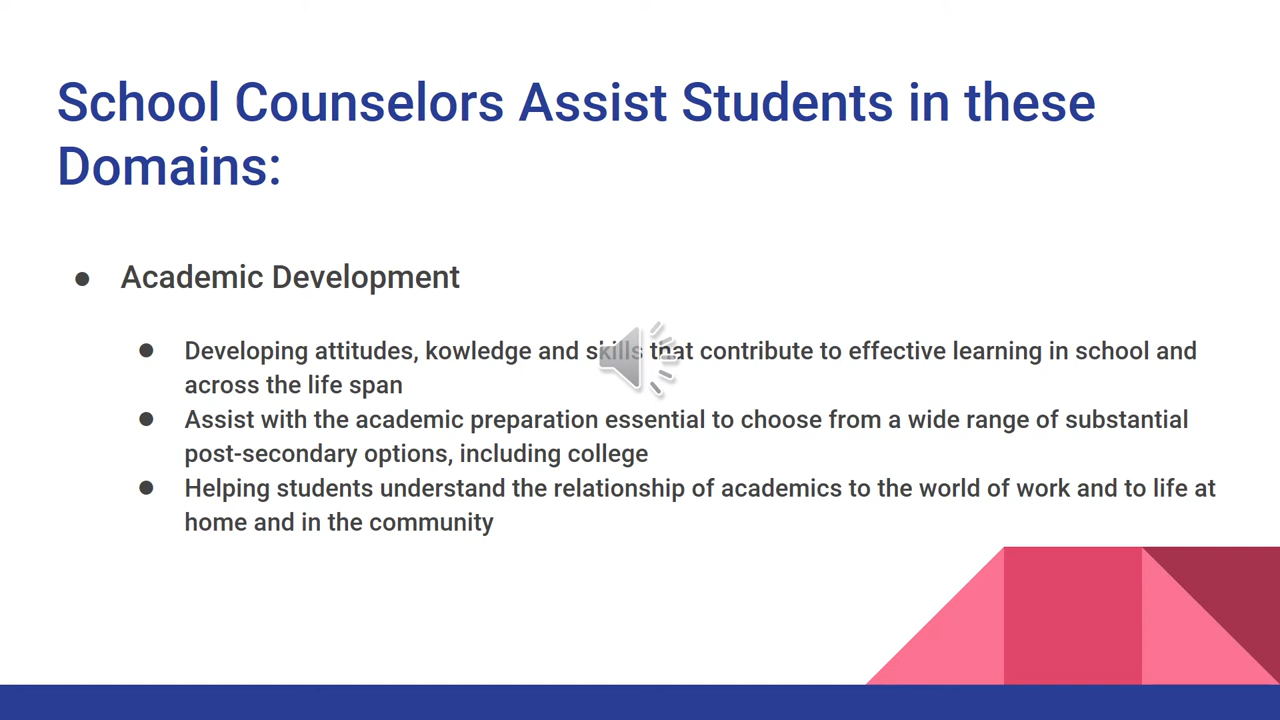 School Counselors Assist Students in these
Domains:
● Academic Development
● Developing attitudes, kowledge and skills that contribute to effective learning in school and
across the life span
● Assist with the academic preparation essential to choose from a wide range of substantial
post-secondary options, including college
● Helping students understand the relationship of academics to the world of work and to life at
home and in the community